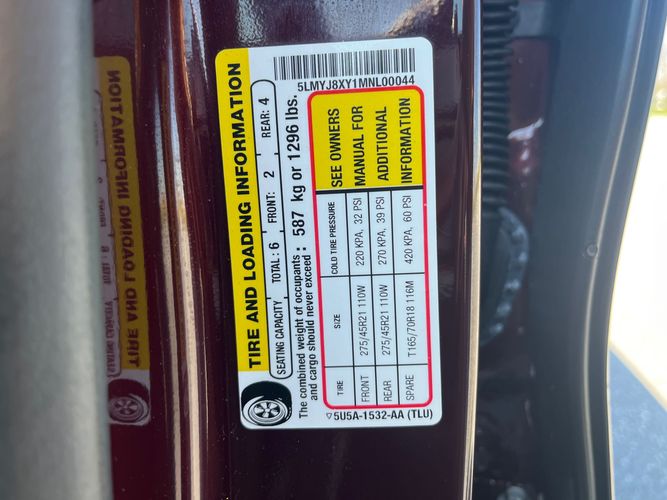 TIRE AND LOADING INFORMATION
SEATING CAPACITY TOTAL: 6 FRONT: 2 REAR: 4
The combined weight of occupants : 587 kg or 1296 lbs.
and cargo should never exceed :
TIRE SIZE COLD TIRE PRESSURE SEE OWNERS
FRONT 275/45R21 110W 220 KPA, 32 PSI MANUAL FOR
REAR 275/45R21 110W 270 KPA, 39 PSI ADDITIONAL
SPARE T165/70R18 116M 420 KPA, 60 PSI INFORMATION
5U5A-1532-AA (TLU)
5LMYJ8XY1MNL00044
TIRE AND LOADING INFORMATION